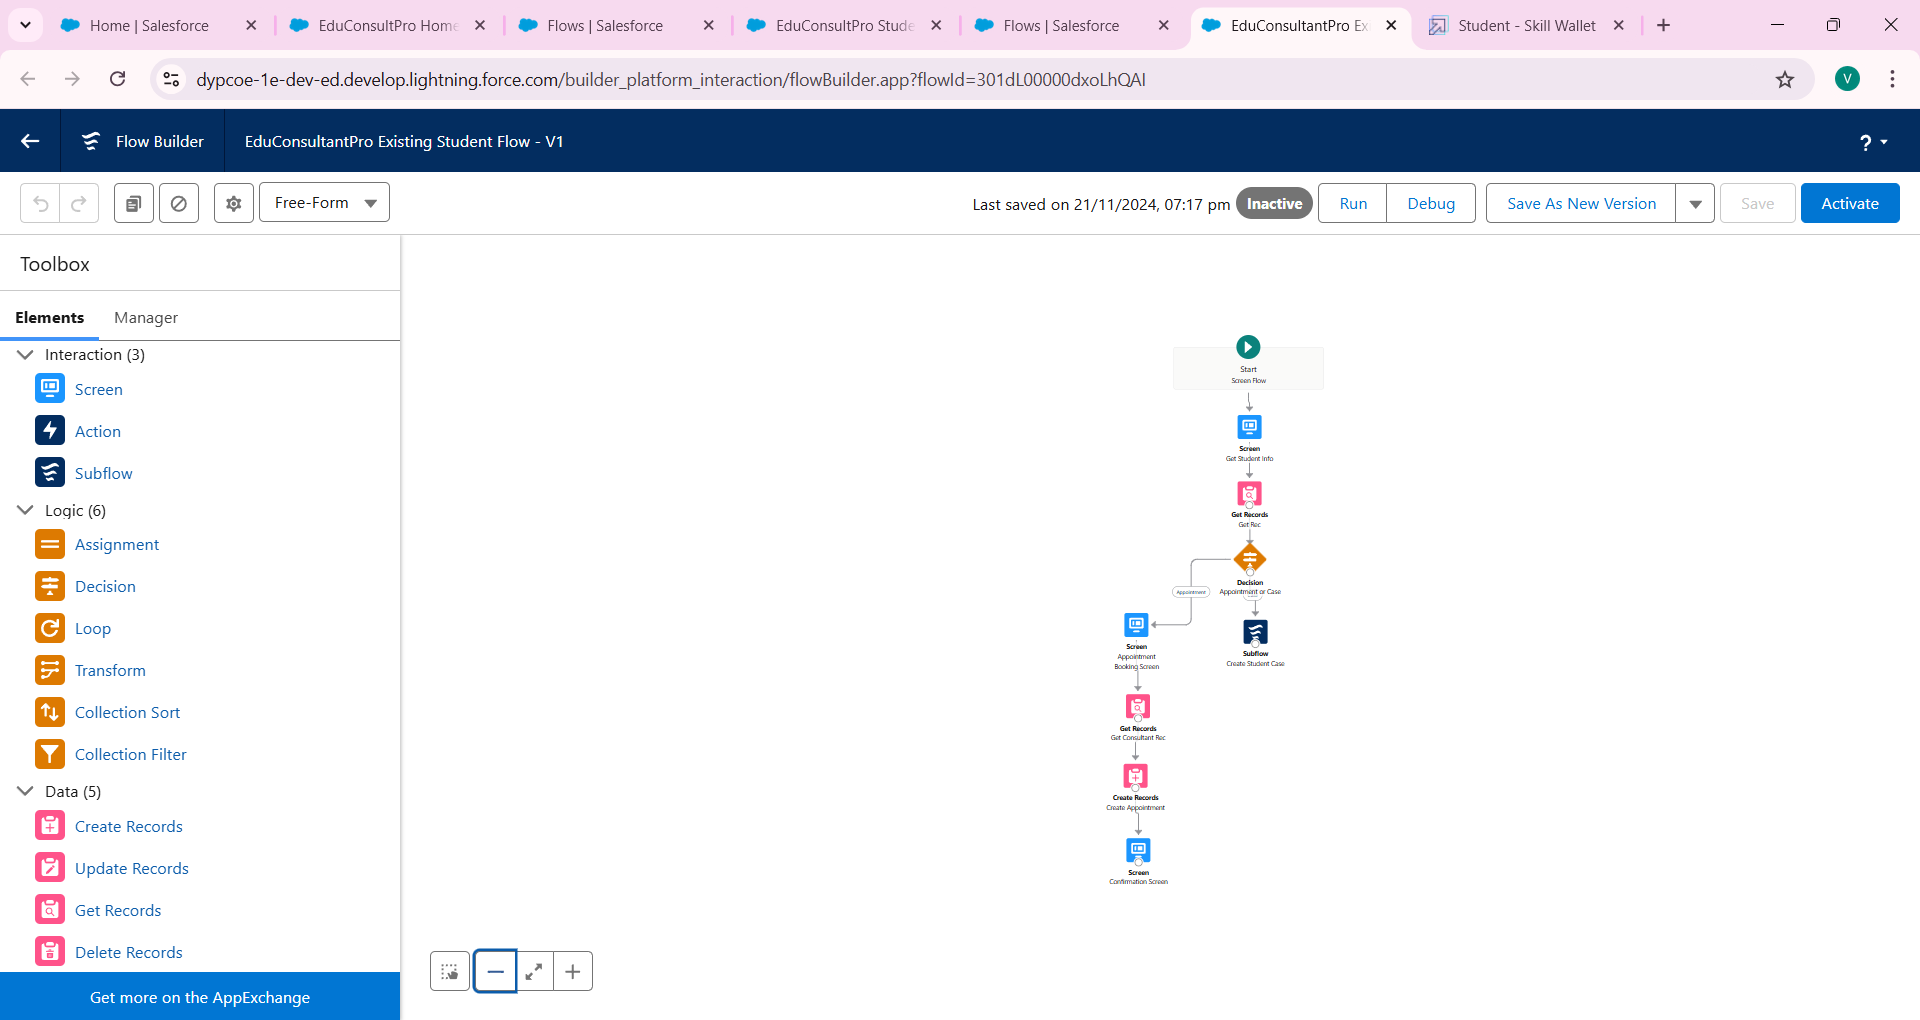 Home | Salesforce
EduConsultPro Home
Flows | Salesforce
EduConsultPro Stude
Flows | Salesforce
EduConsultantPro Ex
Student - Skill Wallet
dypcoe-1e-dev-ed.develop.lightning.force.com/builder_platform_interaction/flowBuilder.app?flowId=301dL00000dxoLhQAI
V
Flow Builder
EduConsultantPro Existing Student Flow - V1
?
Free-Form
Last saved on 21/11/2024, 07:17 pm
Inactive
Run
Debug
Save As New Version
Save
Activate
Toolbox
Elements
Manager
Interaction (3)
Screen
Action
Subflow
Logic (6)
Assignment
Decision
Loop
Transform
Collection Sort
Collection Filter
Data (5)
Create Records
Update Records
Get Records
Delete Records
Get more on the AppExchange
Start
Screen Flow
Screen
Get Student Info
Get Records
Get Rec
Decision
Appointment or Case
Appointment
Screen
Appointment
Booking Screen
Subflow
Create Student Case
Get Records
Get Consultant Rec
Create Records
Create Appointment
Screen
Confirmation Screen